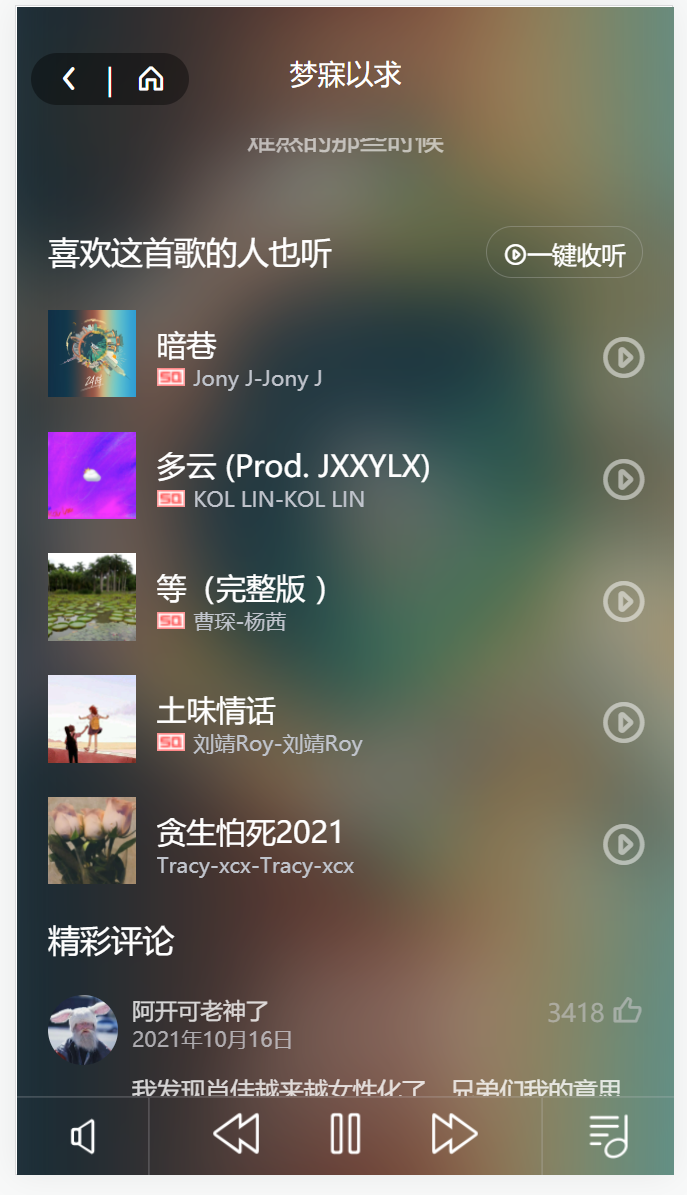 梦寐以求
难熬的那些时候
喜欢这首歌的人也听
一键收听
暗巷
SQ Jony J-Jony J
多云 (Prod. JXXYLX)
SQ KOL LIN-KOL LIN
等（完整版 ）
SQ 曹琛-杨茜
土味情话
SQ 刘靖Roy-刘靖Roy
贪生怕死2021
Tracy-xcx-Tracy-xcx
精彩评论
阿开可老神了
3418
2021年10月16日
我发现肖佳越来越女性化了，兄弟们我的意思